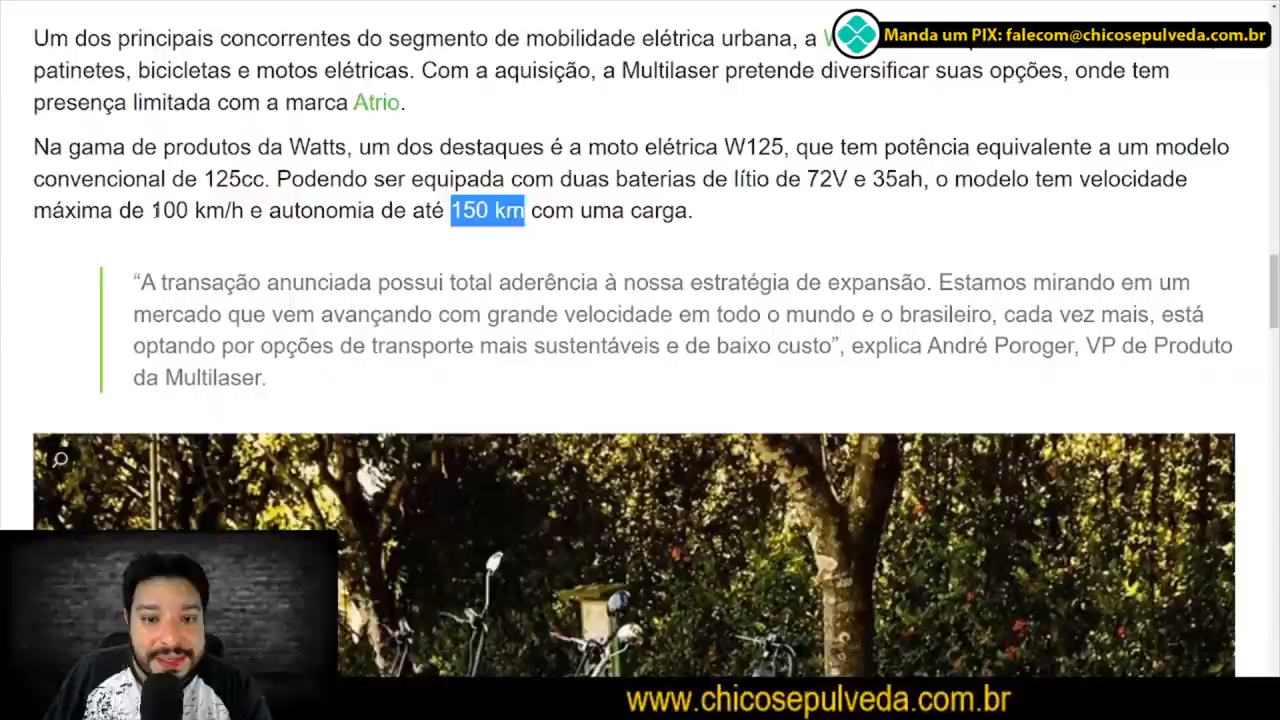 Manda um PIX: falecom@chicosepulveda.com.br
Um dos principais concorrentes do segmento de mobilidade elétrica urbana, a
patinetes, bicicletas e motos elétricas. Com a aquisição, a Multilaser pretende diversificar suas opções, onde tem
presença limitada com a marca Atrio.
Na gama de produtos da Watts, um dos destaques é a moto elétrica W125, que tem potência equivalente a um modelo
convencional de 125cc. Podendo ser equipada com duas baterias de lítio de 72V e 35ah, o modelo tem velocidade
máxima de 100 km/h e autonomia de até 150 km com uma carga.
“A transação anunciada possui total aderência à nossa estratégia de expansão. Estamos mirando em um
mercado que vem avançando com grande velocidade em todo o mundo e o brasileiro, cada vez mais, está
optando por opções de transporte mais sustentáveis e de baixo custo”, explica André Poroger, VP de Produto
da Multilaser.
www.chicosepulveda.com.br